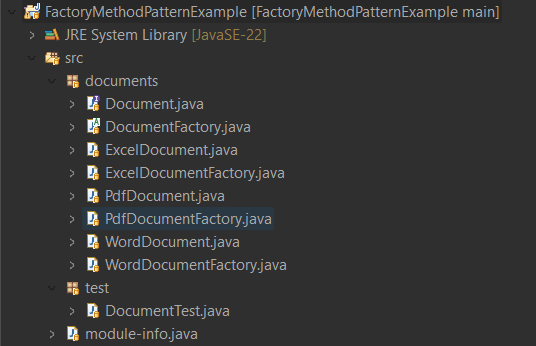 FactoryMethodPatternExample [FactoryMethodPatternExample main]
JRE System Library [JavaSE-22]
src
documents
Document.java
DocumentFactory.java
ExcelDocument.java
ExcelDocumentFactory.java
PdfDocument.java
PdfDocumentFactory.java
WordDocument.java
WordDocumentFactory.java
test
DocumentTest.java
module-info.java